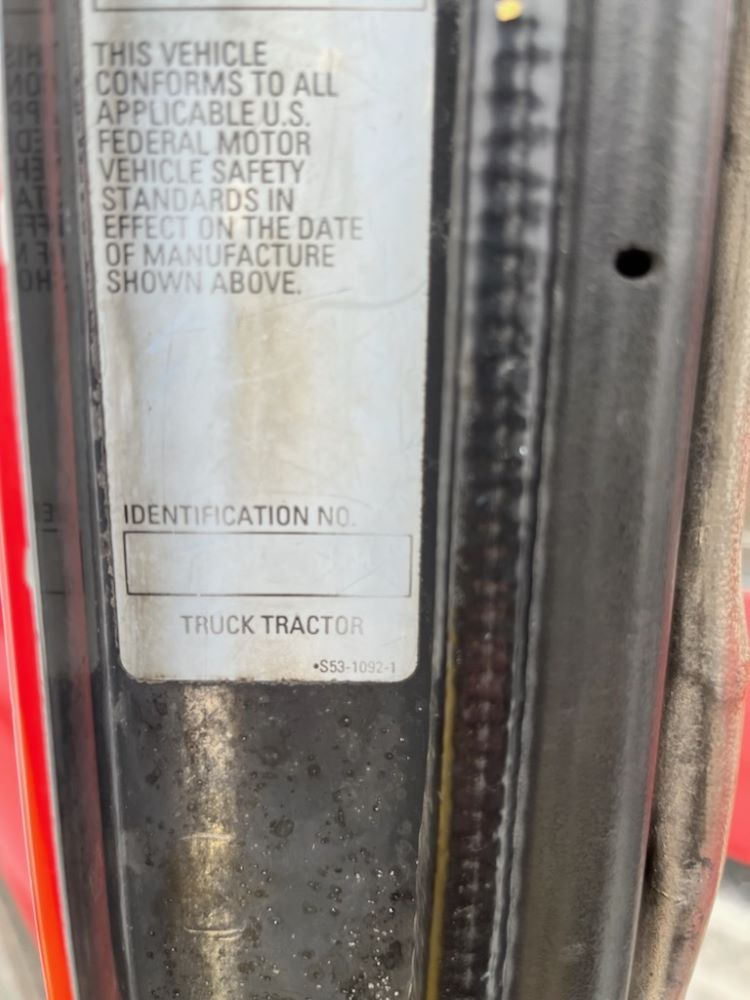 THIS VEHICLE
CONFORMS TO ALL
APPLICABLE U.S.
FEDERAL MOTOR
VEHICLE SAFETY
STANDARDS IN
EFFECT ON THE DATE
OF MANUFACTURE
SHOWN ABOVE.
IDENTIFICATION NO.
TRUCK TRACTOR
•S53-1092-1